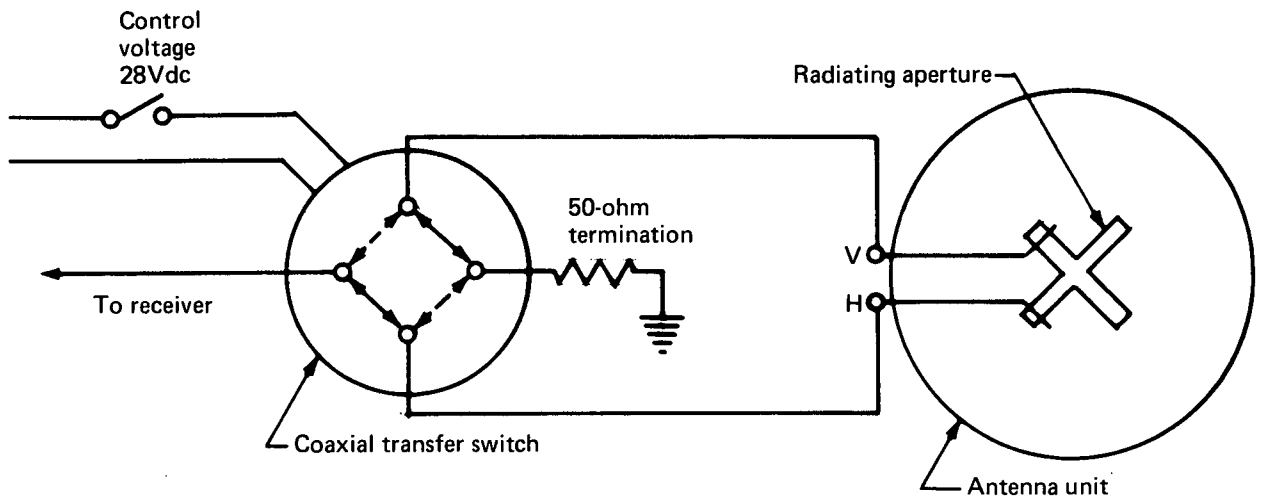 Control
voltage
28Vdc
Radiating aperture
50-ohm
termination
V
H
To receiver
Coaxial transfer switch
Antenna unit